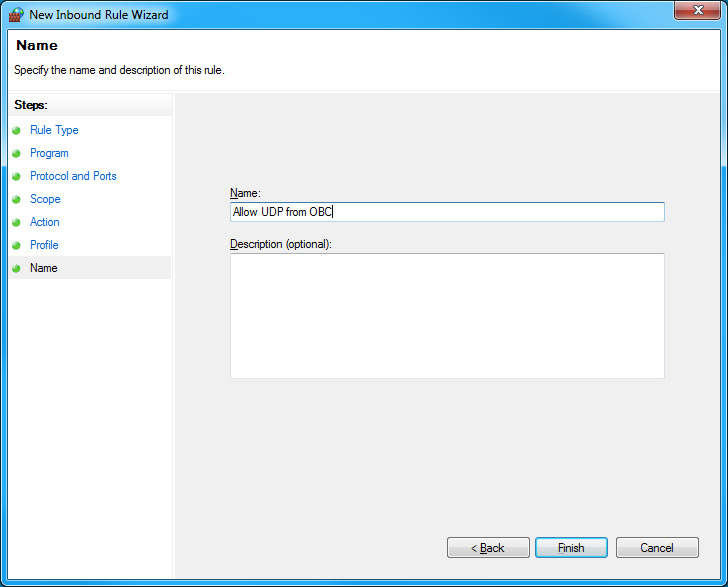 New Inbound Rule Wizard
Name
Specify the name and description of this rule.
Steps:
Rule Type
Program
Protocol and Ports
Scope
Action
Profile
Name
Name:
Allow UDP from OBC
Description (optional):
< Back
Finish
Cancel